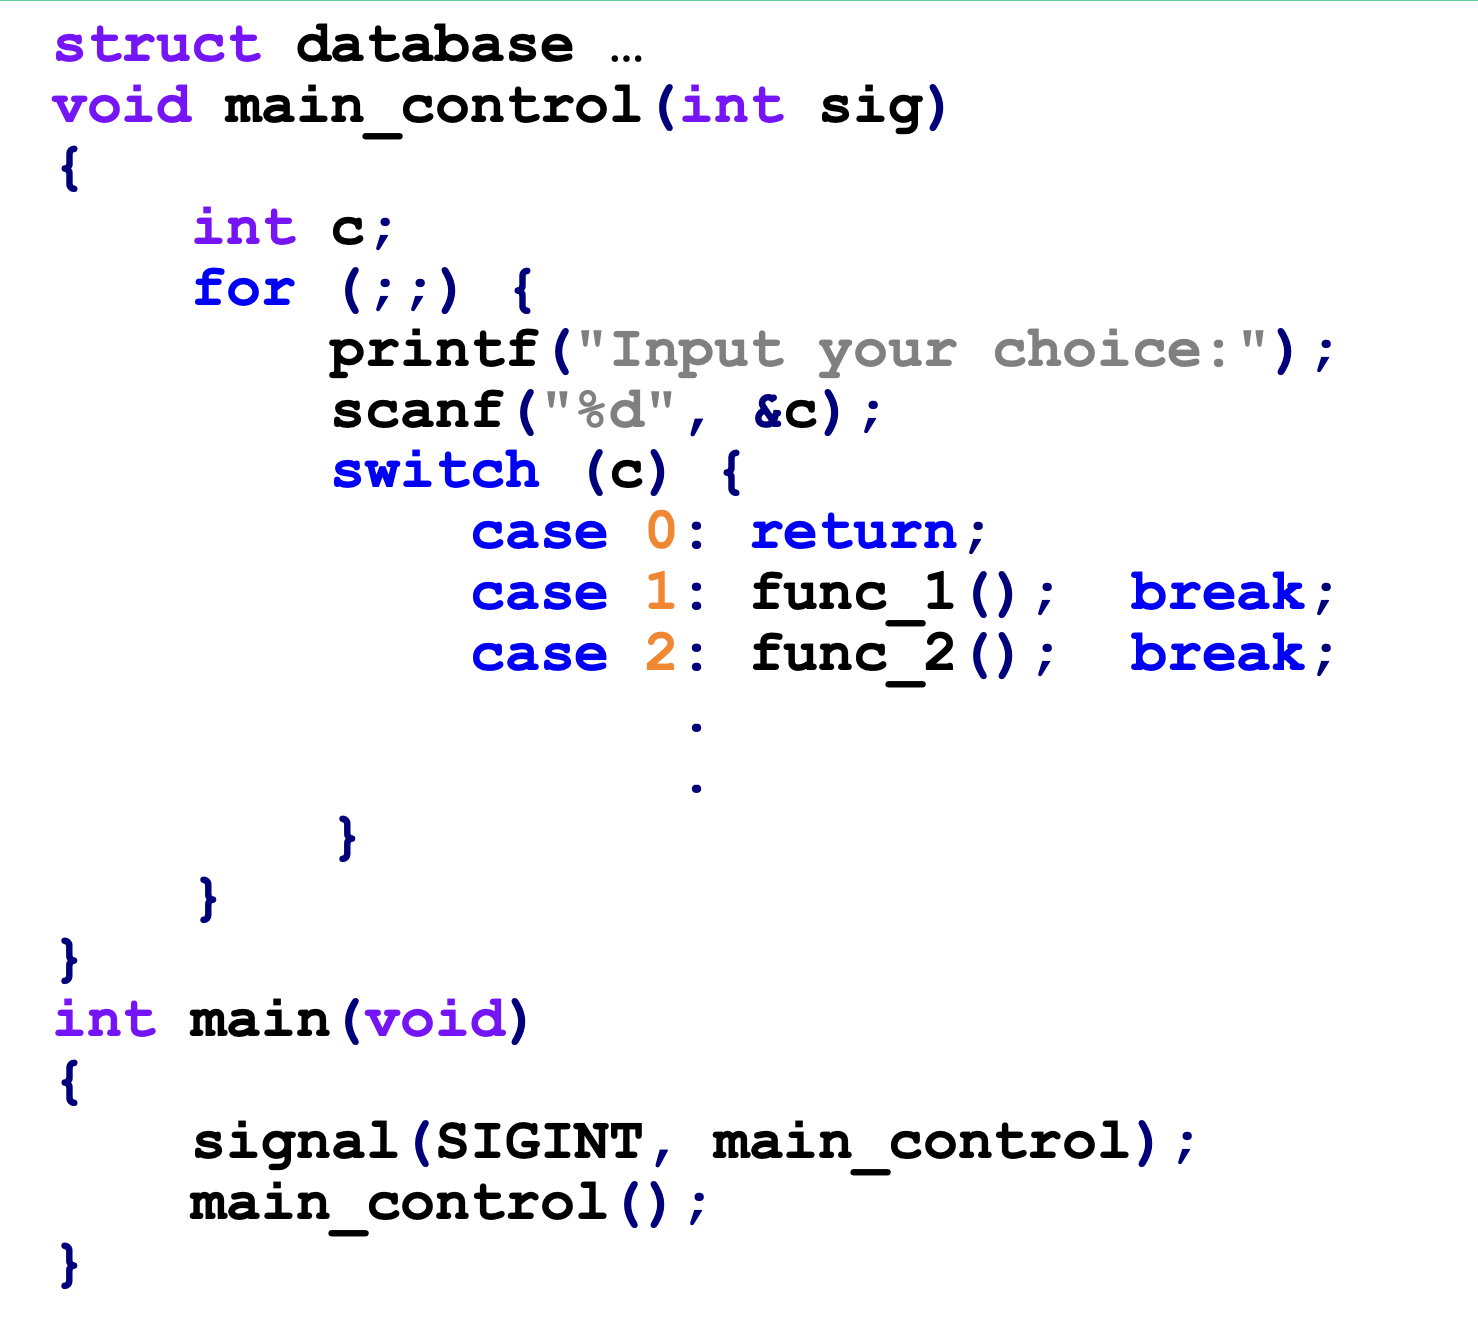 struct database …
void main_control(int sig)
{
    int c;
    for (;;) {
        printf("Input your choice:");
        scanf("%d", &c);
        switch (c) {
            case 0: return;
            case 1: func_1();  break;
            case 2: func_2();  break;
                  .
                  .
        }
    }
}
int main(void)
{
    signal(SIGINT, main_control);
    main_control();
}